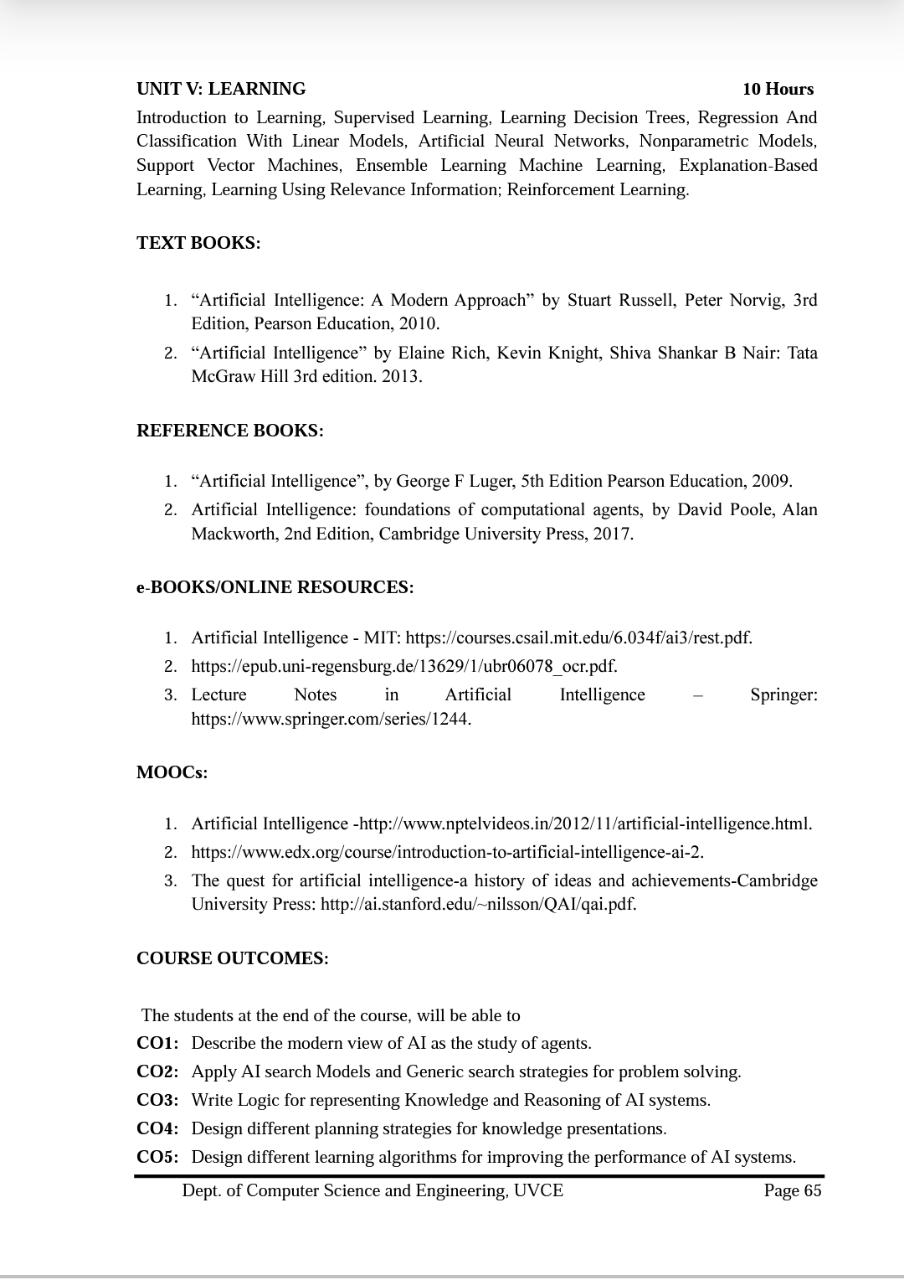 UNIT V: LEARNING 10 Hours
Introduction to Learning, Supervised Learning, Learning Decision Trees, Regression And
Classification With Linear Models, Artificial Neural Networks, Nonparametric Models,
Support Vector Machines, Ensemble Learning Machine Learning, Explanation-Based
Learning, Learning Using Relevance Information; Reinforcement Learning.
TEXT BOOKS:
1. “Artificial Intelligence: A Modern Approach” by Stuart Russell, Peter Norvig, 3rd
Edition, Pearson Education, 2010.
2. “Artificial Intelligence” by Elaine Rich, Kevin Knight, Shiva Shankar B Nair: Tata
McGraw Hill 3rd edition. 2013.
REFERENCE BOOKS:
1. “Artificial Intelligence”, by George F Luger, 5th Edition Pearson Education, 2009.
2. Artificial Intelligence: foundations of computational agents, by David Poole, Alan
Mackworth, 2nd Edition, Cambridge University Press, 2017.
e-BOOKS/ONLINE RESOURCES:
1. Artificial Intelligence - MIT: https://courses.csail.mit.edu/6.034f/ai3/rest.pdf.
2. https://epub.uni-regensburg.de/13629/1/ubr06078_ocr.pdf.
3. Lecture Notes in Artificial Intelligence – Springer:
https://www.springer.com/series/1244.
MOOCs:
1. Artificial Intelligence -http://www.nptelvideos.in/2012/11/artificial-intelligence.html.
2. https://www.edx.org/course/introduction-to-artificial-intelligence-ai-2.
3. The quest for artificial intelligence-a history of ideas and achievements-Cambridge
University Press: http://ai.stanford.edu/~nilsson/QAI/qai.pdf.
COURSE OUTCOMES:
The students at the end of the course, will be able to
CO1: Describe the modern view of AI as the study of agents.
CO2: Apply AI search Models and Generic search strategies for problem solving.
CO3: Write Logic for representing Knowledge and Reasoning of AI systems.
CO4: Design different planning strategies for knowledge presentations.
CO5: Design different learning algorithms for improving the performance of AI systems.
Dept. of Computer Science and Engineering, UVCE Page 65